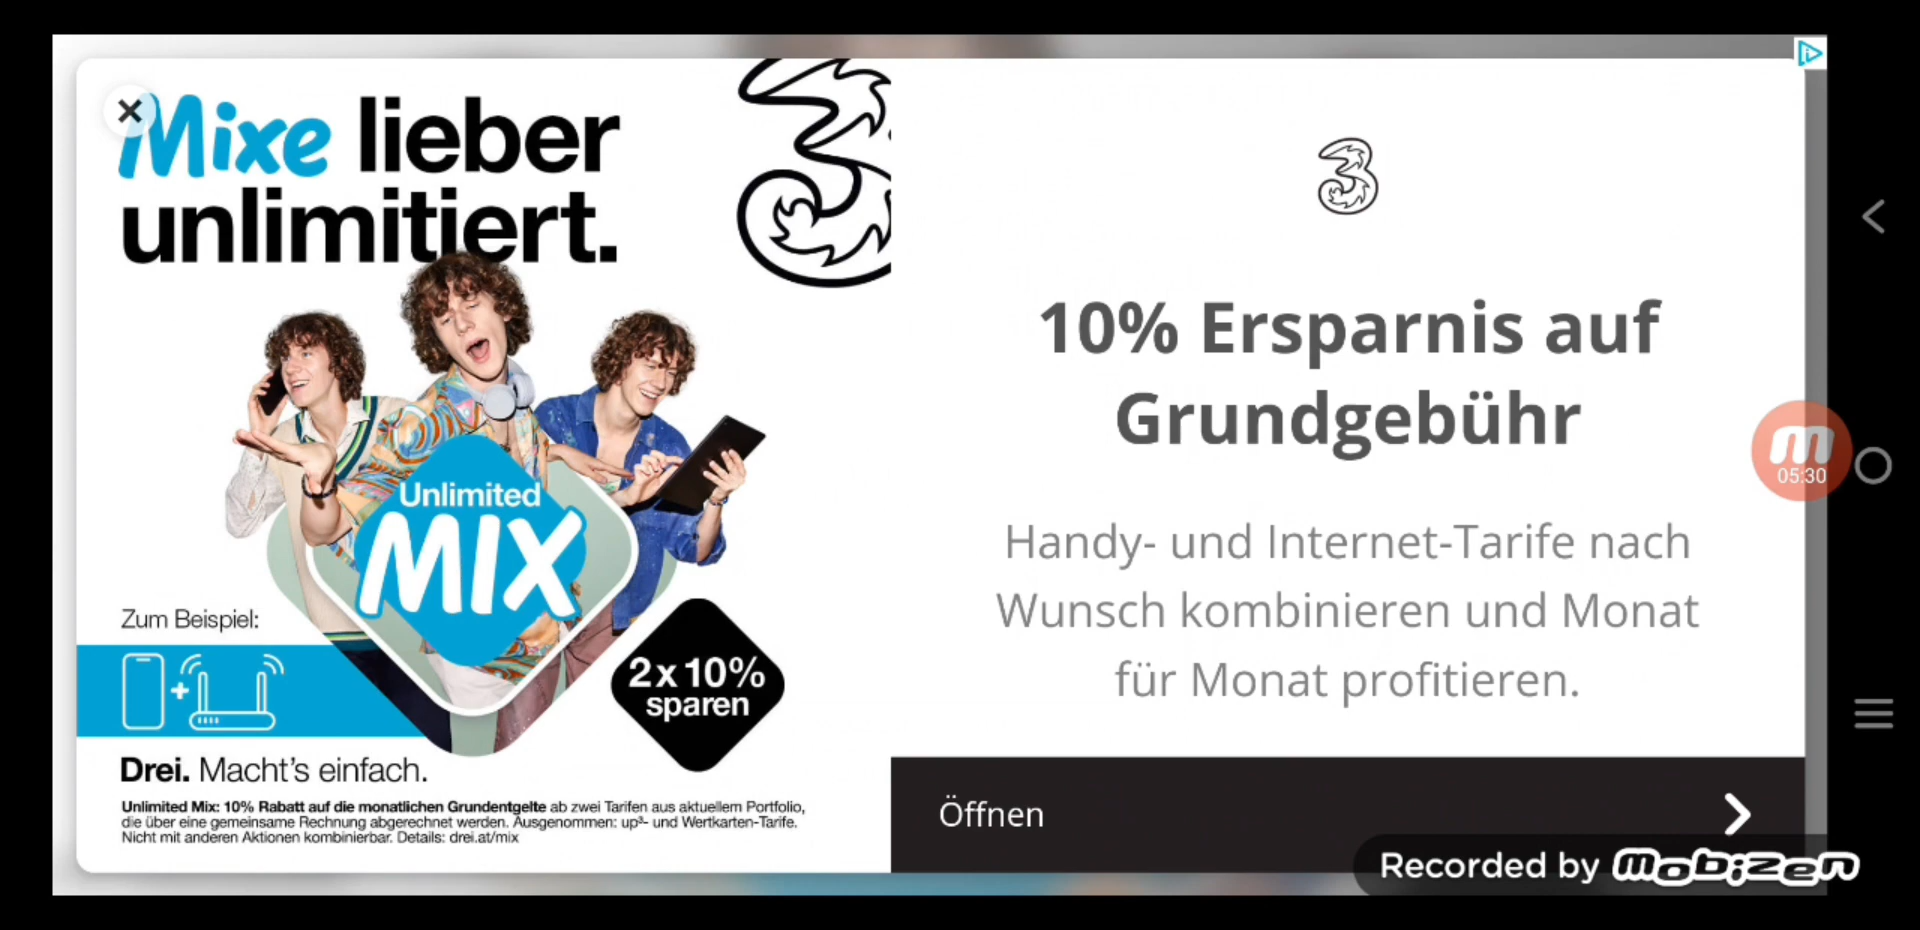 Mixe lieber
unlimitiert.
Unlimited
MIX
Zum Beispiel:
2x10%
sparen
Drei. Macht's einfach.
Unlimited Mix: 10% Rabatt auf die monatlichen Grundentgelte ab zwei Tarifen aus aktuellem Portfolio,
die über eine gemeinsame Rechnung abgerechnet werden. Ausgenommen: up³- und Wertkarten-Tarife.
Nicht mit anderen Aktionen kombinierbar. Details: drei.at/mix
3
3
10% Ersparnis auf
Grundgebühr
Handy- und Internet-Tarife nach
Wunsch kombinieren und Monat
für Monat profitieren.
Öffnen
05:30
Recorded by Mobizen